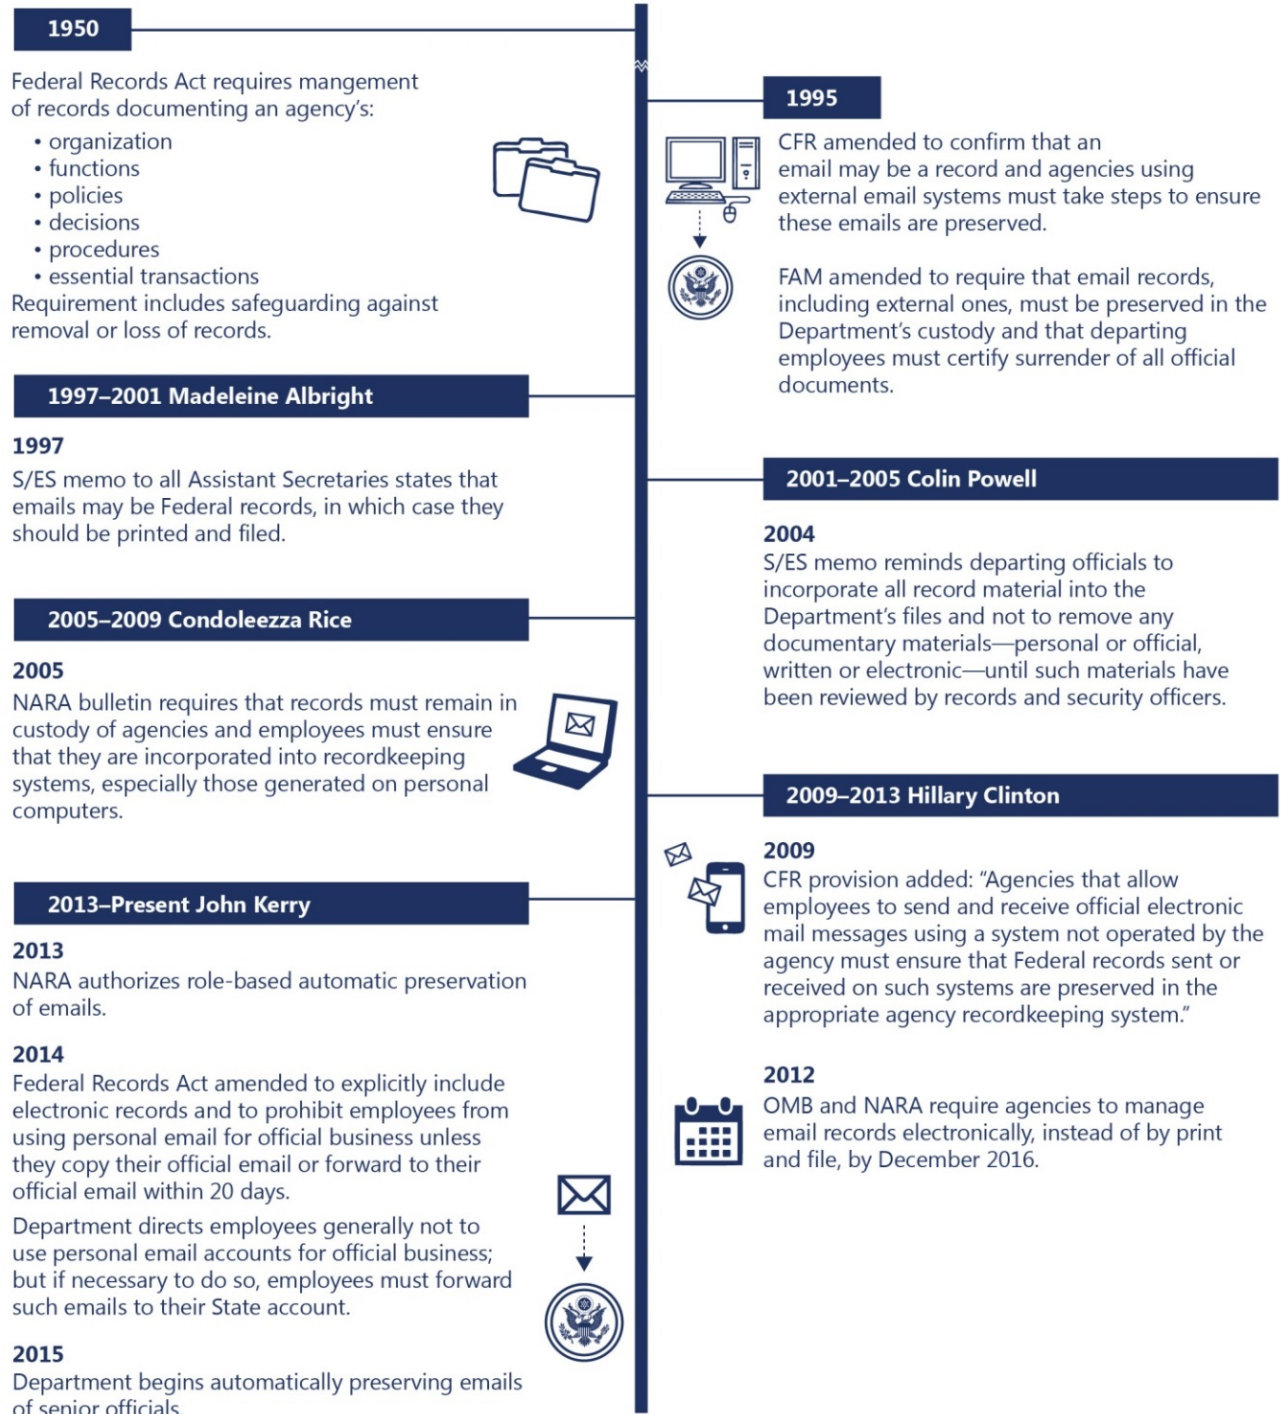 1950
Federal Records Act requires mangement
of records documenting an agency's:
• organization
• functions
• policies
• decisions
• procedures
• essential transactions
Requirement includes safeguarding against
removal or loss of records.
1995
CFR amended to confirm that an
email may be a record and agencies using
external email systems must take steps to ensure
these emails are preserved.
FAM amended to require that email records,
including external ones, must be preserved in the
Department's custody and that departing
employees must certify surrender of all official
documents.
1997–2001 Madeleine Albright
1997
S/ES memo to all Assistant Secretaries states that
emails may be Federal records, in which case they
should be printed and filed.
2001–2005 Colin Powell
2004
S/ES memo reminds departing officials to
incorporate all record material into the
Department's files and not to remove any
documentary materials—personal or official,
written or electronic—until such materials have
been reviewed by records and security officers.
2005–2009 Condoleezza Rice
2005
NARA bulletin requires that records must remain in
custody of agencies and employees must ensure
that they are incorporated into recordkeeping
systems, especially those generated on personal
computers.
2009–2013 Hillary Clinton
2009
CFR provision added: “Agencies that allow
employees to send and receive official electronic
mail messages using a system not operated by the
agency must ensure that Federal records sent or
received on such systems are preserved in the
appropriate agency recordkeeping system.”
2012
OMB and NARA require agencies to manage
email records electronically, instead of by print
and file, by December 2016.
2013–Present John Kerry
2013
NARA authorizes role-based automatic preservation
of emails.
2014
Federal Records Act amended to explicitly include
electronic records and to prohibit employees from
using personal email for official business unless
they copy their official email or forward to their
official email within 20 days.
Department directs employees generally not to
use personal email accounts for official business;
but if necessary to do so, employees must forward
such emails to their State account.
2015
Department begins automatically preserving emails
of senior officials.